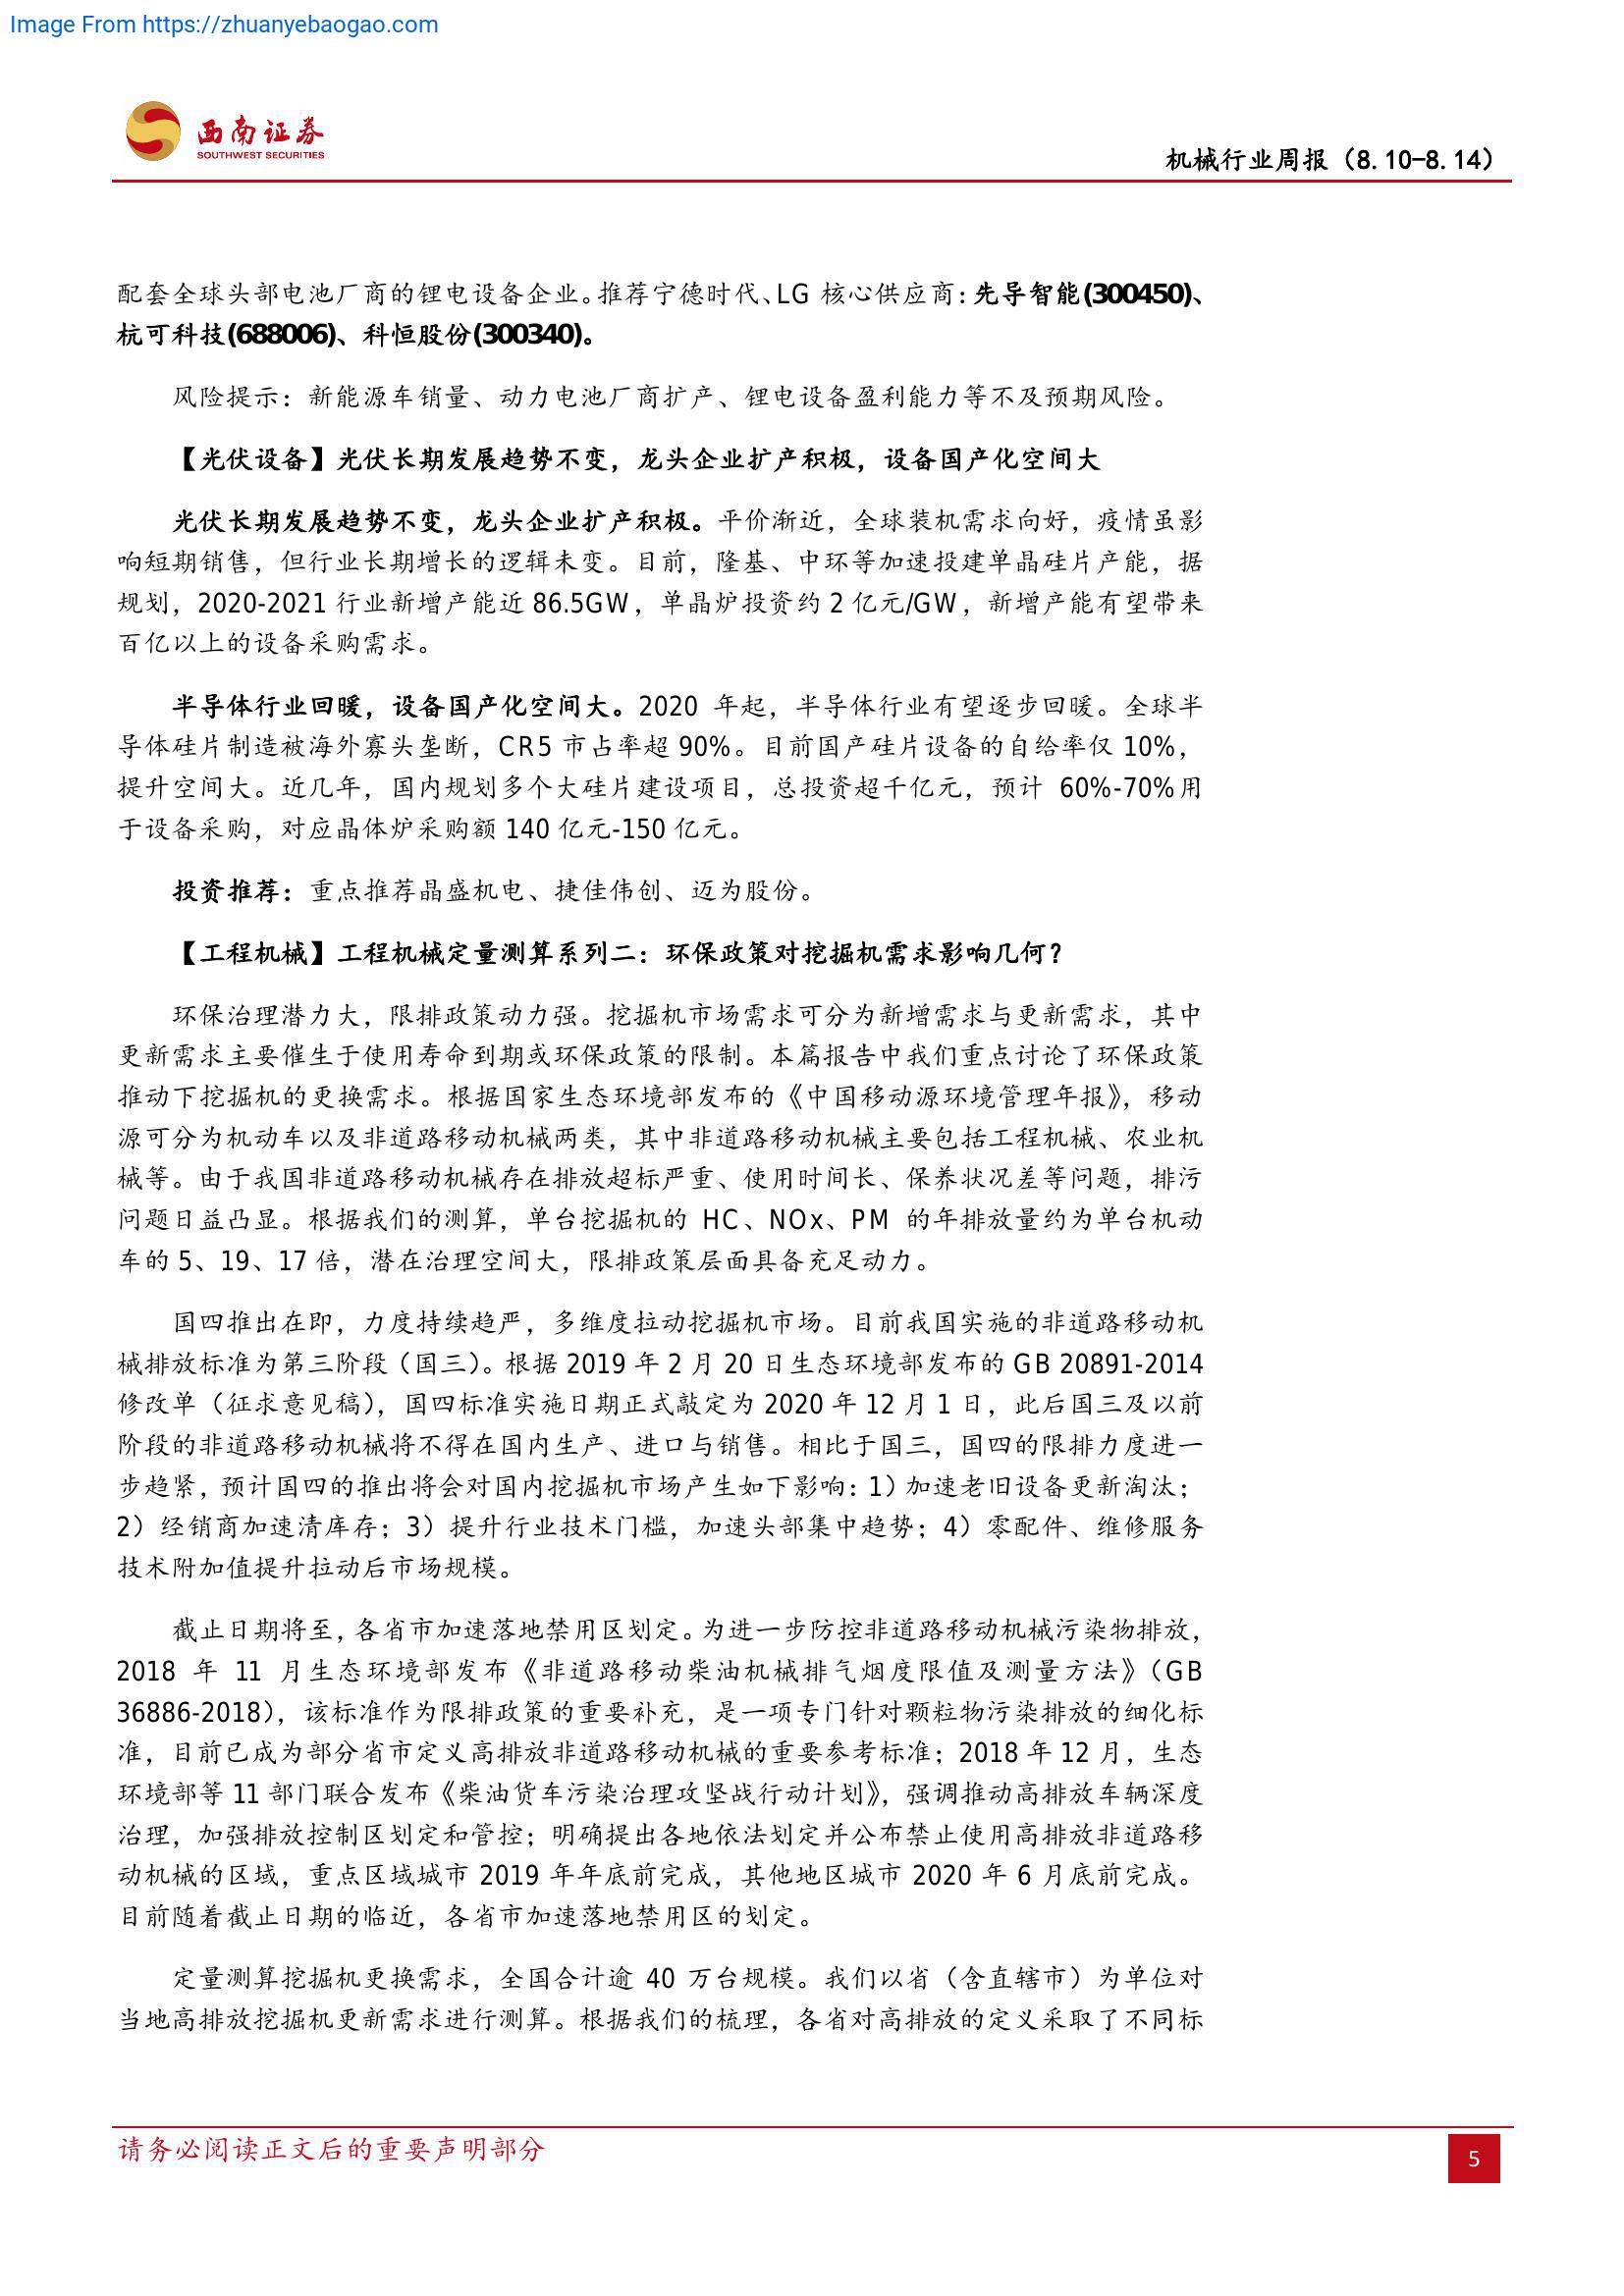 Image From https://zhuanyebaogao.com
西南证券
SOUTHWEST SECURITIES
机械行业周报（8.10-8.14）
配套全球头部电池厂商的锂电设备企业。推荐宁德时代、LG 核心供应商：先导智能(300450)、
杭可科技(688006)、科恒股份(300340)。
风险提示：新能源车销量、动力电池厂商扩产、锂电设备盈利能力等不及预期风险。
【光伏设备】光伏长期发展趋势不变，龙头企业扩产积极，设备国产化空间大
光伏长期发展趋势不变，龙头企业扩产积极。平价渐近，全球装机需求向好，疫情虽影
响短期销售，但行业长期增长的逻辑未变。目前，隆基、中环等加速投建单晶硅片产能，据
规划，2020-2021 行业新增产能近 86.5GW，单晶炉投资约 2 亿元/GW，新增产能有望带来
百亿以上的设备采购需求。
半导体行业回暖，设备国产化空间大。2020 年起，半导体行业有望逐步回暖。全球半
导体硅片制造被海外寡头垄断，CR5 市占率超 90%。目前国产硅片设备的自给率仅 10%，
提升空间大。近几年，国内规划多个大硅片建设项目，总投资超千亿元，预计 60%-70%用
于设备采购，对应晶体炉采购额 140 亿元-150 亿元。
投资推荐：重点推荐晶盛机电、捷佳伟创、迈为股份。
【工程机械】工程机械定量测算系列二：环保政策对挖掘机需求影响几何？
环保治理潜力大，限排政策动力强。挖掘机市场需求可分为新增需求与更新需求，其中
更新需求主要催生于使用寿命到期或环保政策的限制。本篇报告中我们重点讨论了环保政策
推动下挖掘机的更换需求。根据国家生态环境部发布的《中国移动源环境管理年报》，移动
源可分为机动车以及非道路移动机械两类，其中非道路移动机械主要包括工程机械、农业机
械等。由于我国非道路移动机械存在排放超标严重、使用时间长、保养状况差等问题，排污
问题日益凸显。根据我们的测算，单台挖掘机的 HC、NOx、PM 的年排放量约为单台机动
车的 5、19、17 倍，潜在治理空间大，限排政策层面具备充足动力。
国四推出在即，力度持续趋严，多维度拉动挖掘机市场。目前我国实施的非道路移动机
械排放标准为第三阶段（国三）。根据 2019 年 2 月 20 日生态环境部发布的 GB 20891-2014
修改单（征求意见稿），国四标准实施日期正式敲定为 2020 年 12 月 1 日，此后国三及以前
阶段的非道路移动机械将不得在国内生产、进口与销售。相比于国三，国四的限排力度进一
步趋紧，预计国四的推出将会对国内挖掘机市场产生如下影响：1）加速老旧设备更新淘汰；
2）经销商加速清库存；3）提升行业技术门槛，加速头部集中趋势；4）零配件、维修服务
技术附加值提升拉动后市场规模。
截止日期将至，各省市加速落地禁用区划定。为进一步防控非道路移动机械污染物排放，
2018 年 11 月生态环境部发布《非道路移动柴油机械排气烟度限值及测量方法》（GB
36886-2018），该标准作为限排政策的重要补充，是一项专门针对颗粒物污染排放的细化标
准，目前已成为部分省市定义高排放非道路移动机械的重要参考标准；2018 年 12 月，生态
环境部等 11 部门联合发布《柴油货车污染治理攻坚战行动计划》，强调推动高排放车辆深度
治理，加强排放控制区划定和管控；明确提出各地依法划定并公布禁止使用高排放非道路移
动机械的区域，重点区域城市 2019 年年底前完成，其他地区城市 2020 年 6 月底前完成。
目前随着截止日期的临近，各省市加速落地禁用区的划定。
定量测算挖掘机更换需求，全国合计逾 40 万台规模。我们以省（含直辖市）为单位对
当地高排放挖掘机更新需求进行测算。根据我们的梳理，各省对高排放的定义采取了不同标
请务必阅读正文后的重要声明部分
5